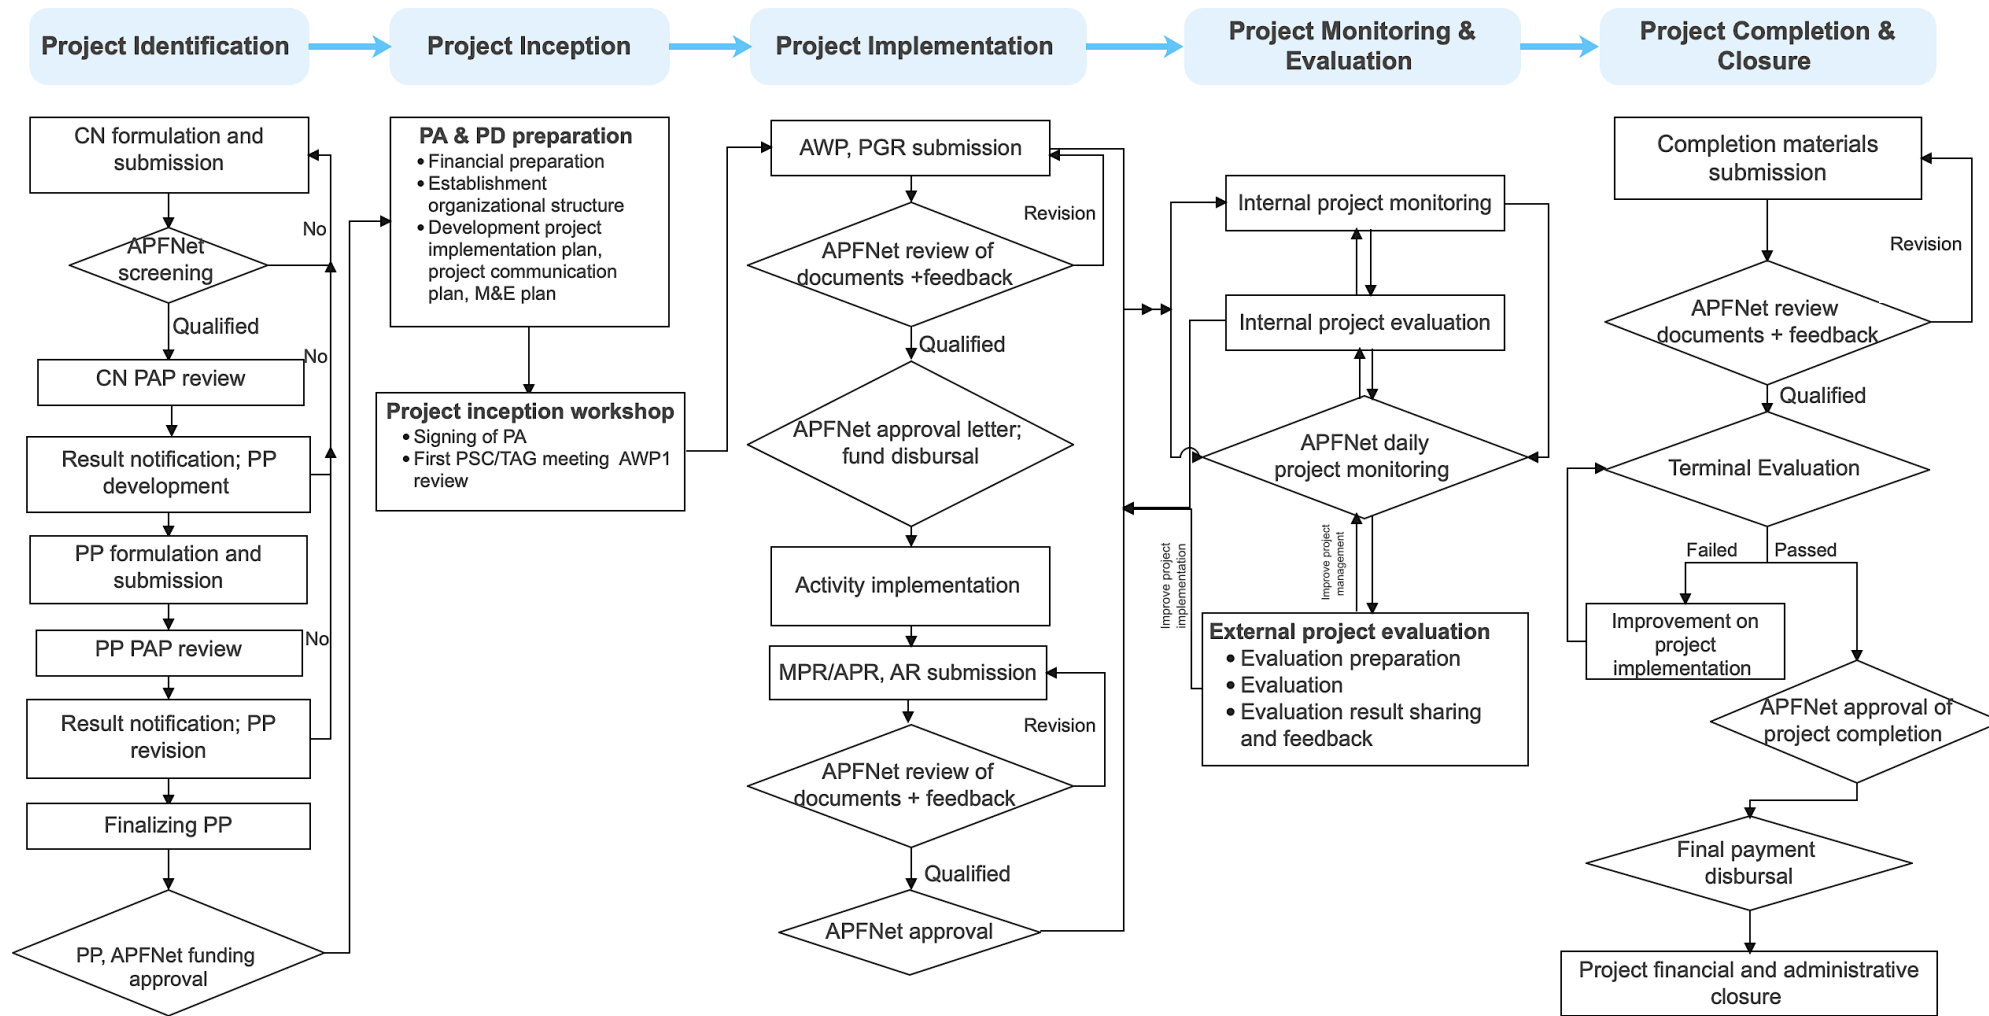 Project Identification
Project Inception
Project Implementation
Project Monitoring &
Evaluation
Project Completion &
Closure
CN formulation and
submission
No
APFNet
screening
Qualified
No
CN PAP review
Result notification; PP
development
PP formulation and
submission
No
PP PAP review
Result notification; PP
revision
Finalizing PP
PP, APFNet funding
approval
PA & PD preparation
• Financial preparation
• Establishment
organizational structure
• Development project
implementation plan,
project communication
plan, M&E plan
Project inception workshop
• Signing of PA
• First PSC/TAG meeting AWP1
review
AWP, PGR submission
Revision
APFNet review of
documents +feedback
Qualified
APFNet approval letter;
fund disbursal
Activity implementation
MPR/APR, AR submission
Revision
APFNet review of
documents + feedback
Qualified
APFNet approval
Internal project monitoring
Internal project evaluation
APFNet daily
project monitoring
Improve project
implementation
Improve project
management
External project evaluation
• Evaluation preparation
• Evaluation
• Evaluation result sharing
and feedback
Completion materials
submission
Revision
APFNet review
documents + feedback
Qualified
Terminal Evaluation
Failed
Passed
Improvement on
project
implementation
APFNet approval of
project completion
Final payment
disbursal
Project financial and administrative
closure